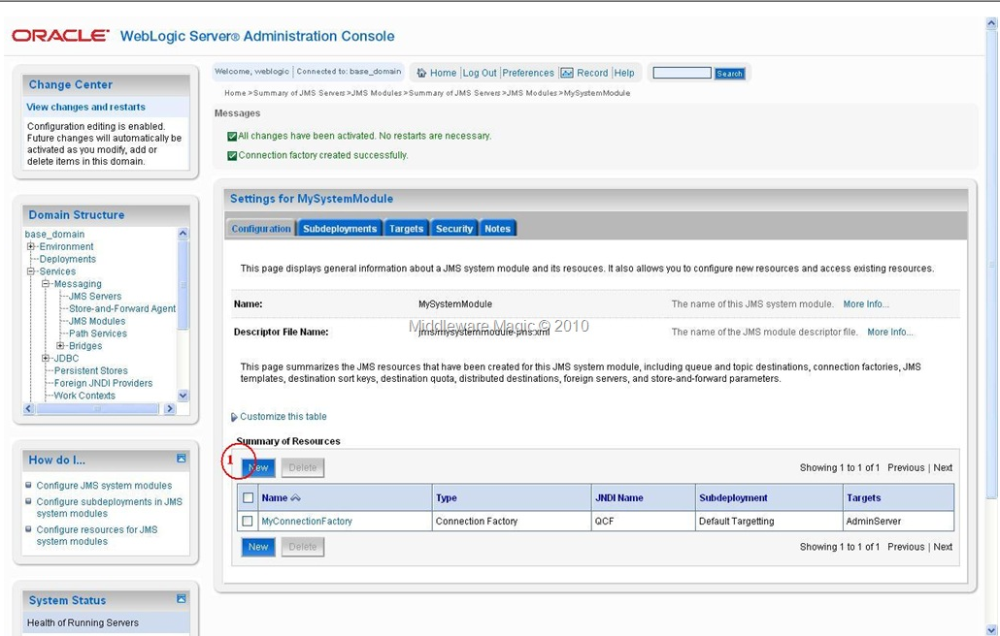 ORACLE® WebLogic Server® Administration Console
Change Center
View changes and restarts
Configuration editing is enabled.
Future changes will automatically be
activated as you modify, add or
delete items in this domain.
Domain Structure
base_domain
Environment
Deployments
Services
Messaging
JMS Servers
Store-and-Forward Agent
JMS Modules
Path Services
Bridges
JDBC
Persistent Stores
Foreign JNDI Providers
Work Contexts
How do I...
Configure JMS system modules
Configure subdeployments in JMS
system modules
Configure resources for JMS
system modules
System Status
Health of Running Servers
Welcome, weblogic | Connected to: base_domain
Home | Log Out | Preferences | Record | Help
Search
Home >Summary of JMS Servers >JMS Modules >Summary of JMS Servers >JMS Modules >MySystemModule
Messages
All changes have been activated. No restarts are necessary.
Connection factory created successfully.
Settings for MySystemModule
Configuration Subdeployments Targets Security Notes
This page displays general information about a JMS system module and its resouces. It also allows you to configure new resources and access existing resources.
Name: MySystemModule The name of this JMS system module. More Info...
Middleware Magic © 2010
Descriptor File Name: jms/mysystemmodule-jms.xml The name of the JMS module descriptor file. More Info...
This page summarizes the JMS resources that have been created for this JMS system module, including queue and topic destinations, connection factories, JMS
templates, destination sort keys, destination quota, distributed destinations, foreign servers, and store-and-forward parameters.
Customize this table
Summary of Resources
1
New Delete Showing 1 to 1 of 1 Previous | Next
Name Type JNDI Name Subdeployment Targets
MyConnectionFactory Connection Factory QCF Default Targetting AdminServer
New Delete Showing 1 to 1 of 1 Previous | Next